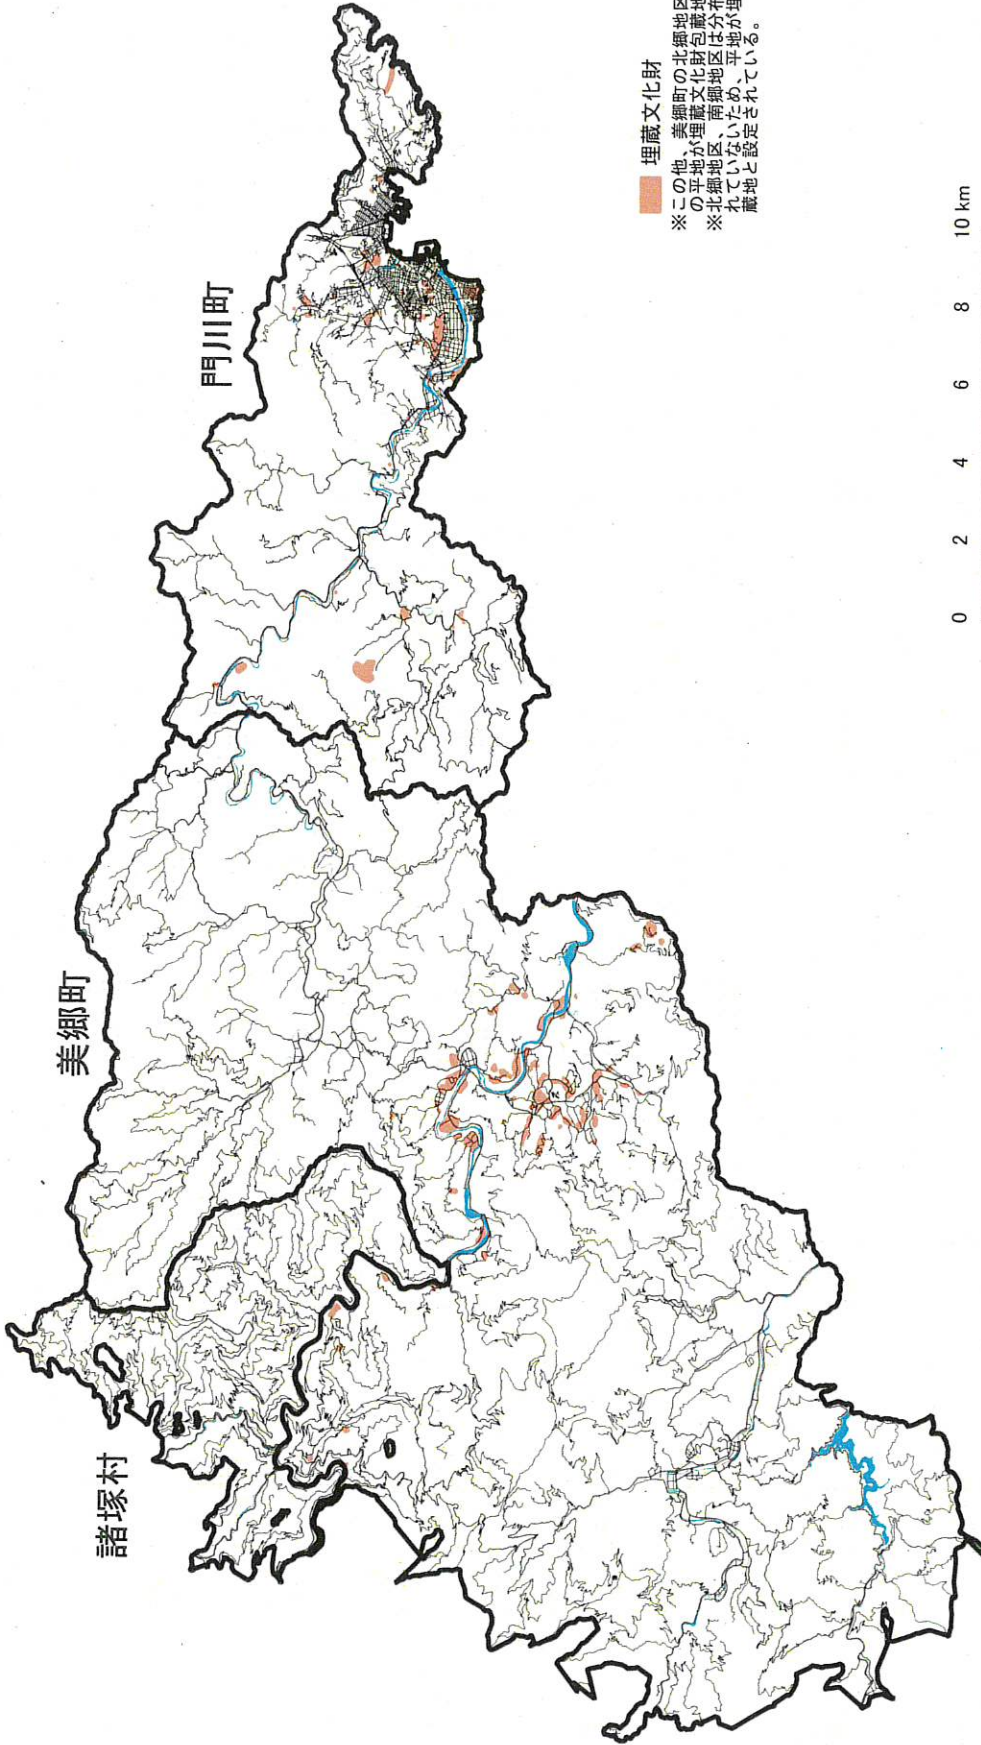 門川町
美郷町
諸塚村
埋蔵文化財
※この他、美郷町の北郷地区
の平地が埋蔵文化財包蔵地
※北郷地区、南郷地区は分布
れていないため、平地が埋
蔵地と設定されている。
0 2 4 6 8 10 km